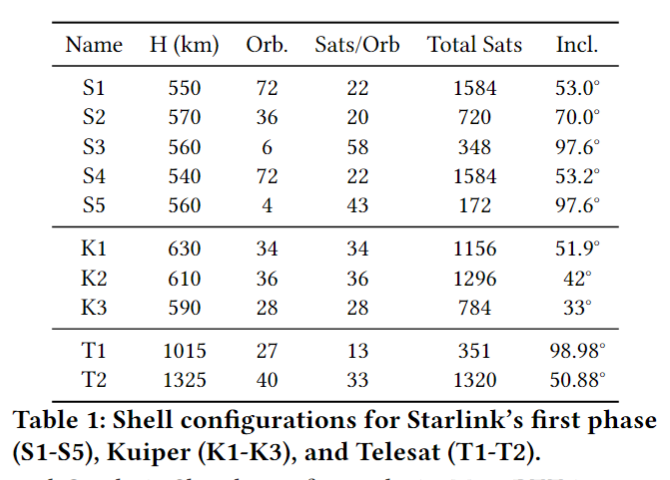 Name H (km) Orb. Sats/Orb Total Sats Incl.
S1 550 72 22 1584 53.0°
S2 570 36 20 720 70.0°
S3 560 6 58 348 97.6°
S4 540 72 22 1584 53.2°
S5 560 4 43 172 97.6°
K1 630 34 34 1156 51.9°
K2 610 36 36 1296 42°
K3 590 28 28 784 33°
T1 1015 27 13 351 98.98°
T2 1325 40 33 1320 50.88°
Table 1: Shell configurations for Starlink's first phase
(S1-S5), Kuiper (K1-K3), and Telesat (T1-T2).